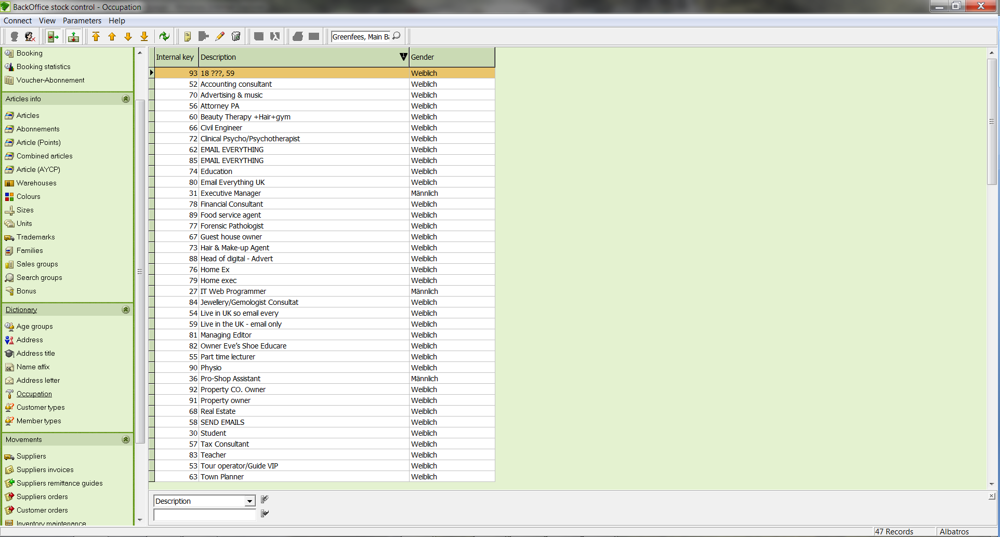 BackOffice stock control - Occupation
Connect View Parameters Help
Greenfees, Main Ba
Booking
Booking statistics
Voucher-Abonnement
Articles info
Articles
Abonnements
Article (Points)
Combined articles
Article (AYCP)
Warehouses
Colours
Sizes
Units
Trademarks
Families
Sales groups
Search groups
Bonus
Dictionary
Age groups
Address
Address title
Name affix
Address letter
Occupation
Customer types
Member types
Movements
Suppliers
Suppliers invoices
Suppliers remittance guides
Suppliers orders
Customer orders
Inventory maintenance
Internal key Description 1 Gender
93 18 ???, 59 Weiblich
52 Accounting consultant Weiblich
70 Advertising & music Weiblich
56 Attorney PA Weiblich
60 Beauty Therapy +Hair+gym Weiblich
66 Civil Engineer Weiblich
72 Clinical Psycho/Psychotherapist Weiblich
62 EMAIL EVERYTHING Weiblich
85 EMAIL EVERYTHING Weiblich
74 Education Weiblich
80 Email Everything UK Weiblich
31 Executive Manager Männlich
78 Financial Consultant Weiblich
89 Food service agent Weiblich
77 Forensic Pathologist Weiblich
67 Guest house owner Weiblich
73 Hair & Make-up Agent Weiblich
88 Head of digital - Advert Weiblich
76 Home Ex Weiblich
79 Home exec Weiblich
27 IT Web Programmer Männlich
84 Jewellery/Gemologist Consultat Weiblich
54 Live in UK so email every Weiblich
59 Live in the UK - email only Weiblich
81 Managing Editor Weiblich
82 Owner Eve’s Shoe Educare Weiblich
55 Part time lecturer Weiblich
90 Physio Weiblich
36 Pro-Shop Assistant Männlich
92 Property CO. Owner Weiblich
91 Property owner Weiblich
68 Real Estate Weiblich
58 SEND EMAILS Weiblich
30 Student Weiblich
57 Tax Consultant Weiblich
83 Teacher Weiblich
53 Tour operator/Guide VIP Weiblich
63 Town Planner Weiblich
Description
47 Records Albatros